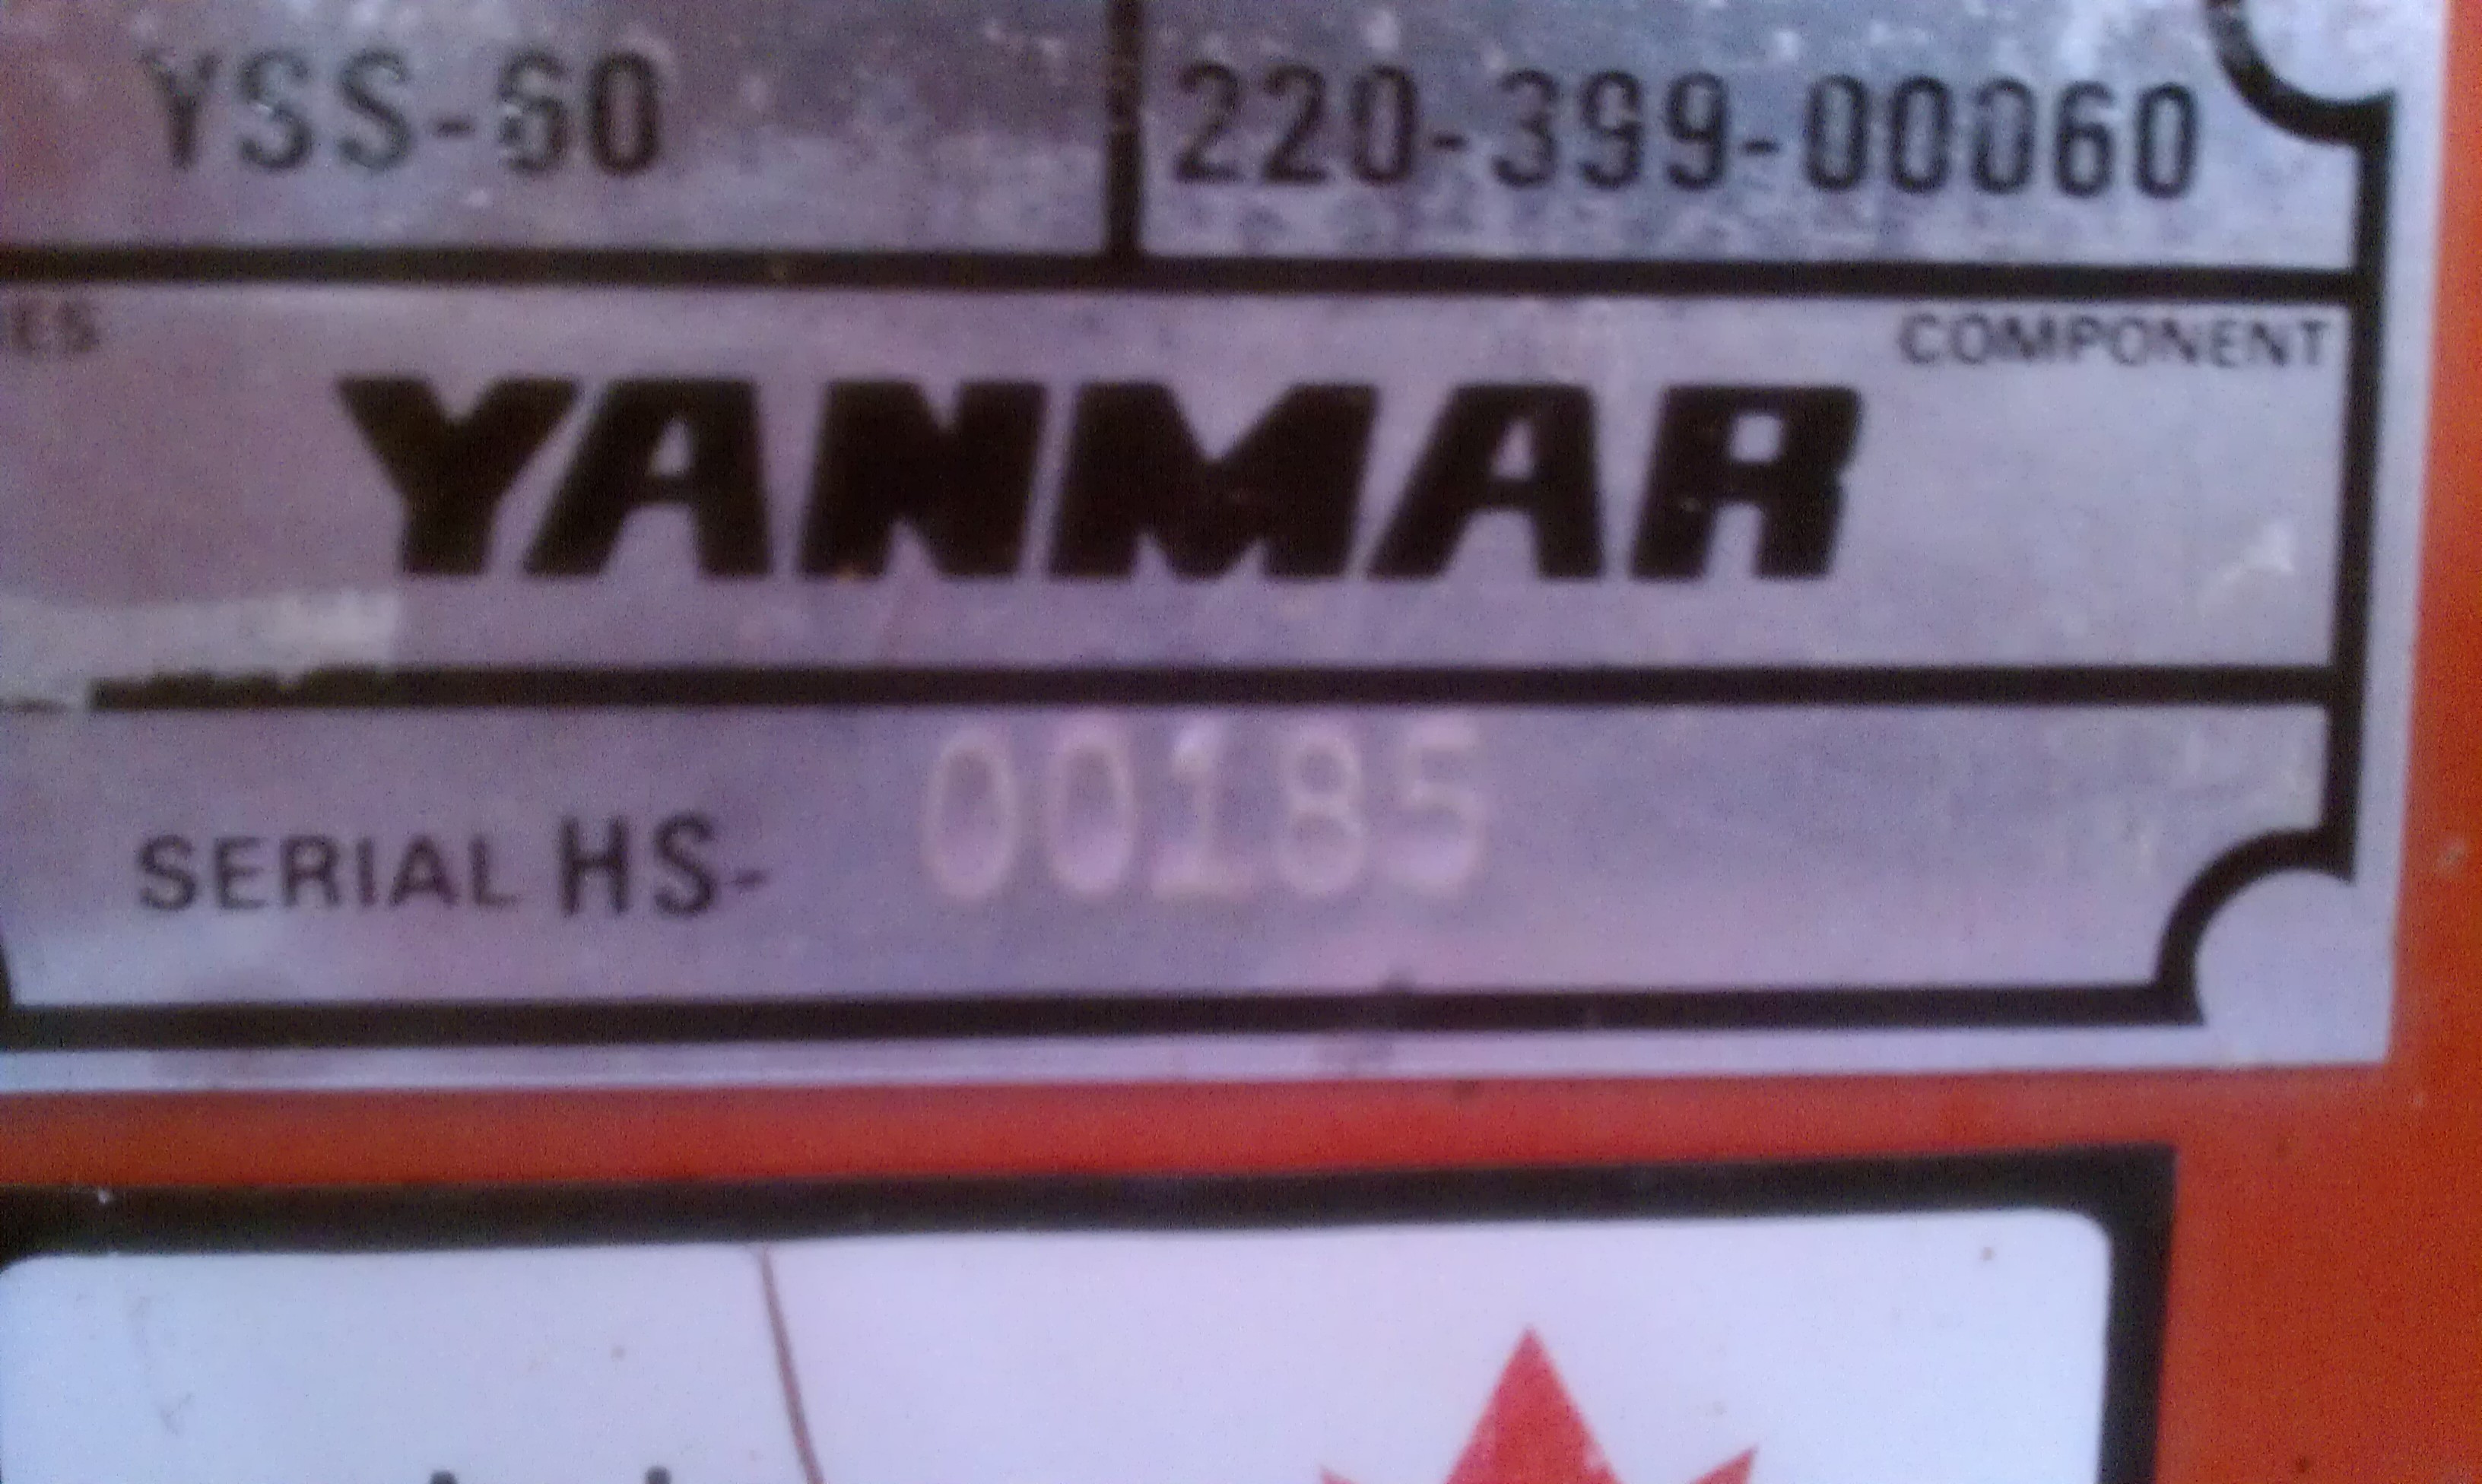 YSS-60 220-399-00060
COMPONENT
YANMAR
SERIAL HS- 00185